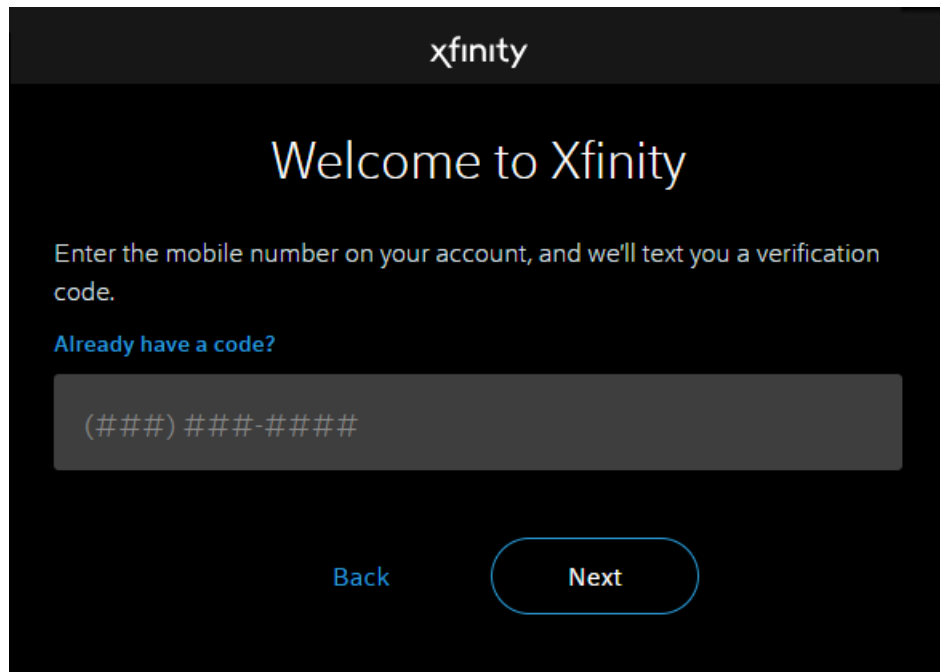 xfinity
Welcome to Xfinity
Enter the mobile number on your account, and we'll text you a verification
code.
Already have a code?
(###) ###-####
Back
Next